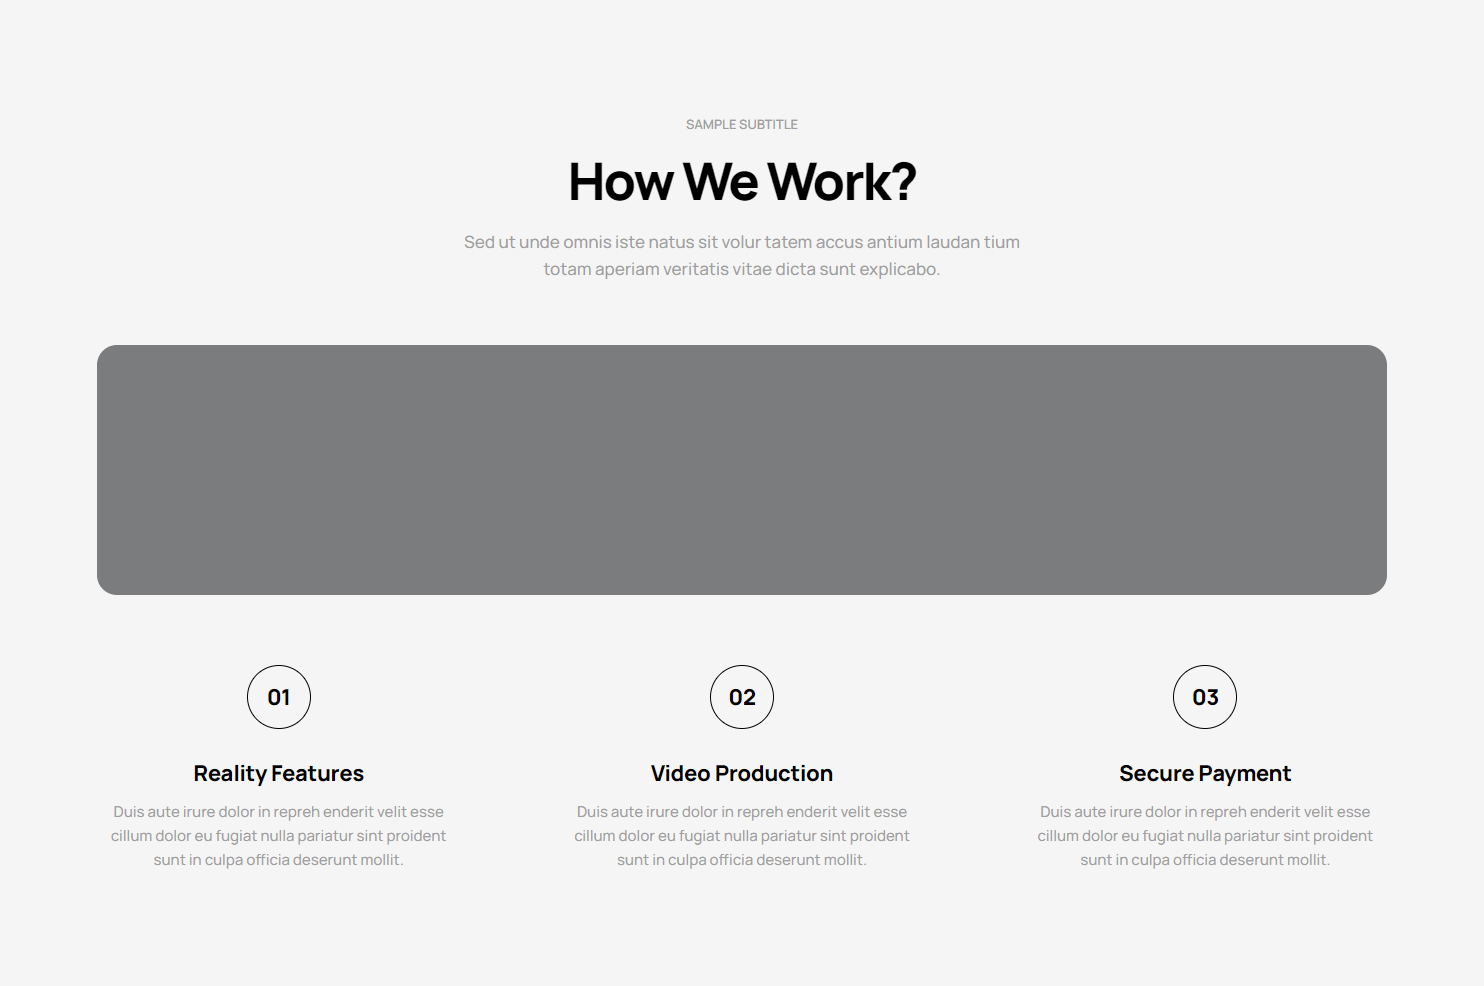 SAMPLE SUBTITLE
How We Work?
Sed ut unde omnis iste natus sit volur tatem accus antium laudan tium
totam aperiam veritatis vitae dicta sunt explicabo.
01
Reality Features
Duis aute irure dolor in repreh enderit velit esse
cillum dolor eu fugiat nulla pariatur sint proident
sunt in culpa officia deserunt mollit.
02
Video Production
Duis aute irure dolor in repreh enderit velit esse
cillum dolor eu fugiat nulla pariatur sint proident
sunt in culpa officia deserunt mollit.
03
Secure Payment
Duis aute irure dolor in repreh enderit velit esse
cillum dolor eu fugiat nulla pariatur sint proident
sunt in culpa officia deserunt mollit.